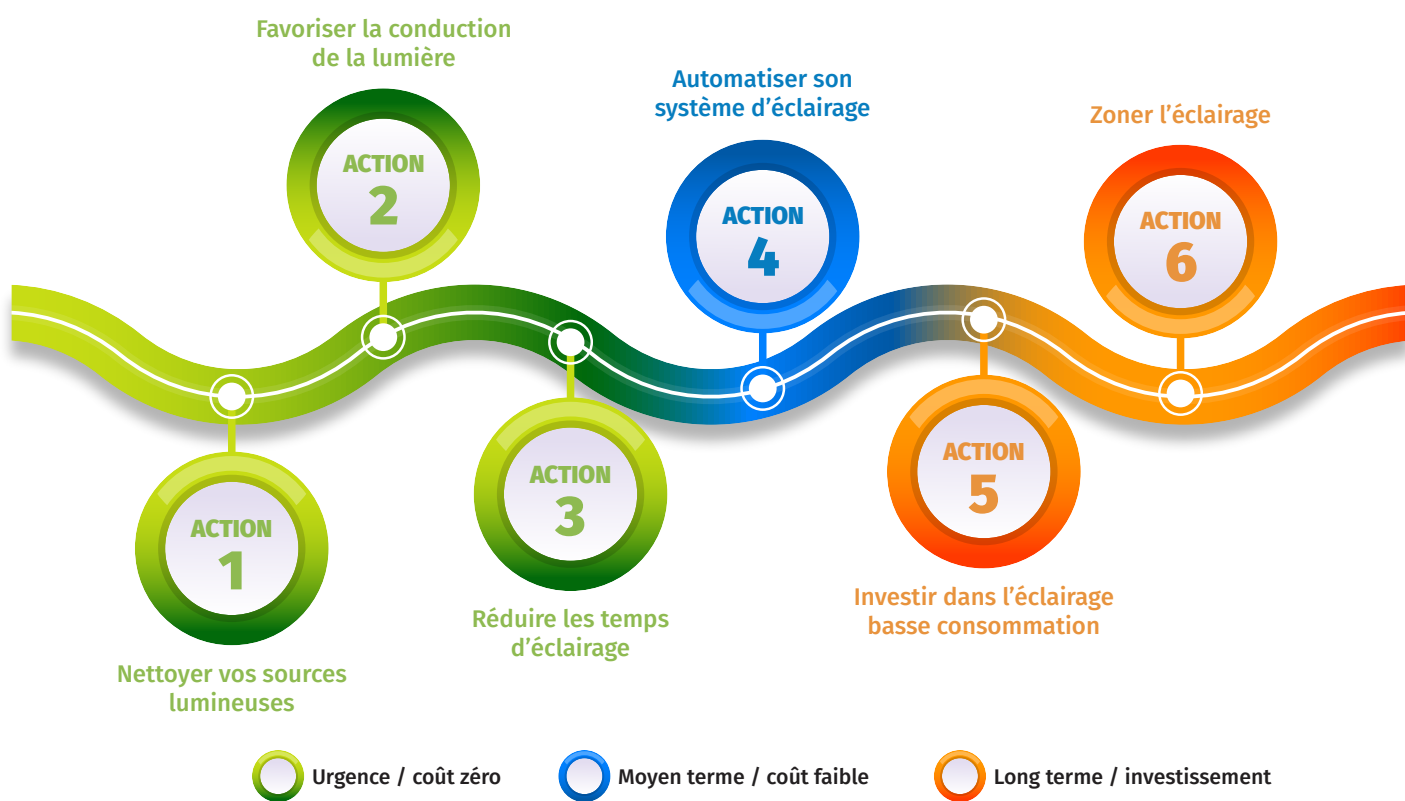 Favoriser la conduction
de la lumière
ACTION
2
Automatiser son
système d’éclairage
ACTION
4
Zoner l’éclairage
ACTION
6
ACTION
1
Nettoyer vos sources
lumineuses
ACTION
3
Réduire les temps
d’éclairage
ACTION
5
Investir dans l’éclairage
basse consommation
Urgence / coût zéro
Moyen terme / coût faible
Long terme / investissement